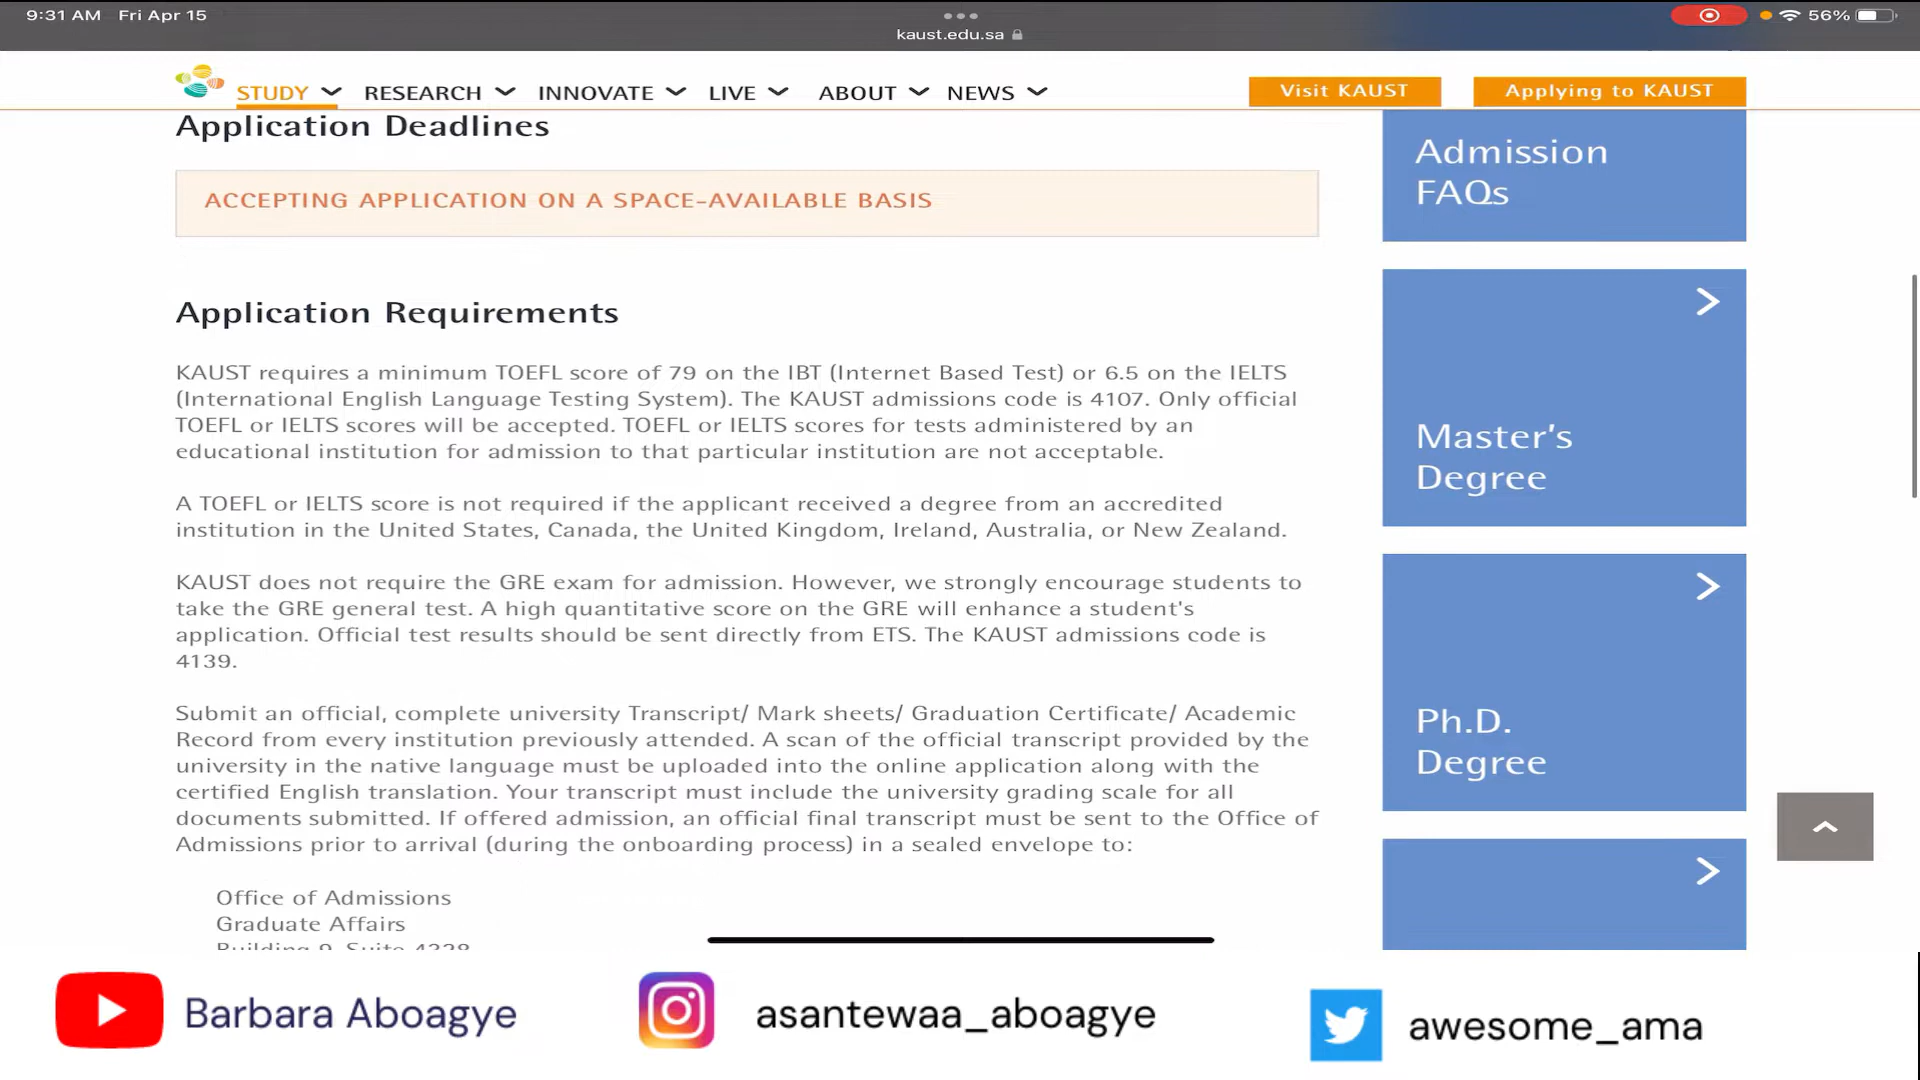 9:31 AM Fri Apr 15
56%
kaust.edu.sa
STUDY RESEARCH INNOVATE LIVE ABOUT NEWS Visit KAUST Applying to KAUST
Application Deadlines
ACCEPTING APPLICATION ON A SPACE-AVAILABLE BASIS
Application Requirements
KAUST requires a minimum TOEFL score of 79 on the IBT (Internet Based Test) or 6.5 on the IELTS
(International English Language Testing System). The KAUST admissions code is 4107. Only official
TOEFL or IELTS scores will be accepted. TOEFL or IELTS scores for tests administered by an
educational institution for admission to that particular institution are not acceptable.
A TOEFL or IELTS score is not required if the applicant received a degree from an accredited
institution in the United States, Canada, the United Kingdom, Ireland, Australia, or New Zealand.
KAUST does not require the GRE exam for admission. However, we strongly encourage students to
take the GRE general test. A high quantitative score on the GRE will enhance a student's
application. Official test results should be sent directly from ETS. The KAUST admissions code is
4139.
Submit an official, complete university Transcript/ Mark sheets/ Graduation Certificate/ Academic
Record from every institution previously attended. A scan of the official transcript provided by the
university in the native language must be uploaded into the online application along with the
certified English translation. Your transcript must include the university grading scale for all
documents submitted. If offered admission, an official final transcript must be sent to the Office of
Admissions prior to arrival (during the onboarding process) in a sealed envelope to:
Office of Admissions
Graduate Affairs
Building 9, Suite 4328
Admission
FAQs
Master's
Degree
Ph.D.
Degree
Barbara Aboagye
asantewaa_aboagye
awesome_ama